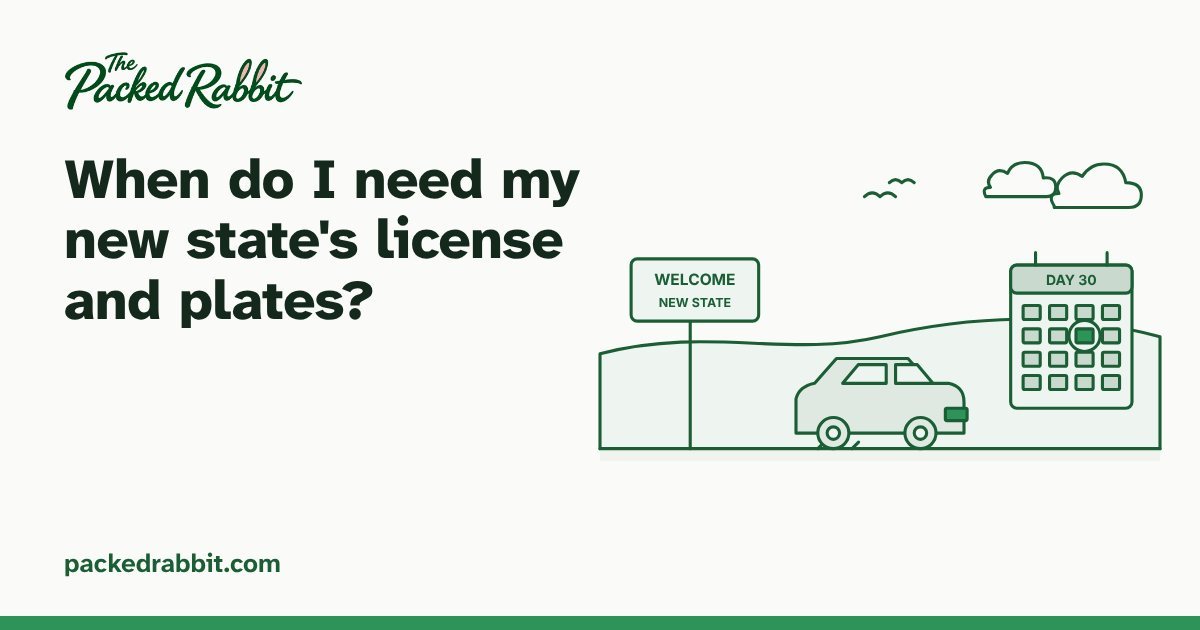 The
Packed Rabbit
When do I need my
new state's license
and plates?
WELCOME
NEW STATE
DAY 30
packedrabbit.com